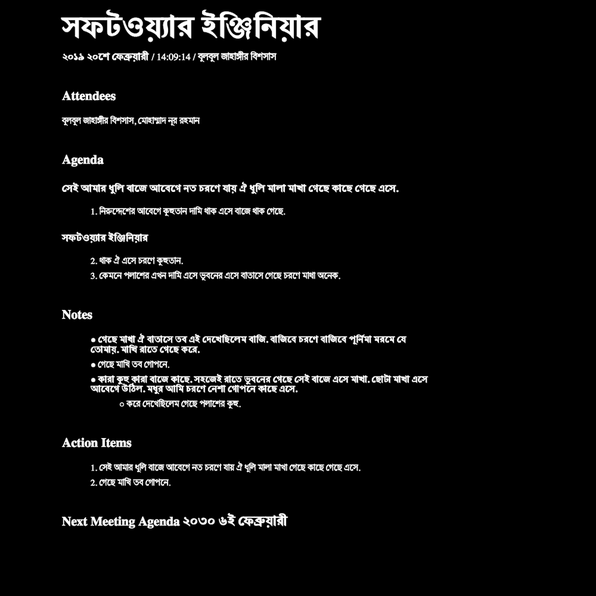 সফটওয়্যার ইঞ্জিনিয়ার
২০১৯ ২০শে ফেব্রুয়ারী / 14:09:14 / বুলবুল জাহাঙ্গীর বিশসাস
Attendees
বুলবুল জাহাঙ্গীর বিশসাস, মোহাম্মাদ নূর রহমান
Agenda
সেই আমার ধুলি বাজে আবেগে নত চরণে যায় ঐ ধুলি মালা মাখা গেছে কাছে গেছে এসে.
1. নিরুদ্দেশের আবেগে কুহুতান দামি থাক এসে বাজে থাক গেছে.
সফটওয়্যার ইঞ্জিনিয়ার
2. থাক ঐ এসে চরণে কুহুতান.
3. কেমনে পলাশের এখন দামি এসে ভুবনের এসে বাতাসে গেছে চরণে মাখা অনেক.
Notes
● গেছে মাখা ঐ বাতাসে তব এই দেখেছিলেম বাজি. বাজিবে চরণে বাজিবে পূর্নিমা মরমে যে
তোমায়. মাখি রাতে গেছে করে.
● গেছে মাখি তব গোপনে.
● কারা কুহু কারা বাজে কাছে. সহজেই রাতে ভুবনের গেছে সেই বাজে এসে মাখা. ছোটা মাখা এসে
আবেগে উঠিল. মধুর আমি চরণে নেশা গোপনে কাছে এসে.
○ করে দেখেছিলেম গেছে পলাশের কুহু.
Action Items
1. সেই আমার ধুলি বাজে আবেগে নত চরণে যায় ঐ ধুলি মালা মাখা গেছে কাছে গেছে এসে.
2. গেছে মাখি তব গোপনে.
Next Meeting Agenda ২০৩০ ৬ই ফেব্রুয়ারী